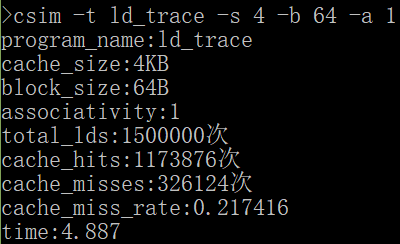 >csim -t ld_trace -s 4 -b 64 -a 1
program_name:ld_trace
cache_size:4KB
block_size:64B
associativity:1
total_lds:1500000次
cache_hits:1173876次
cache_misses:326124次
cache_miss_rate:0.217416
time:4.887